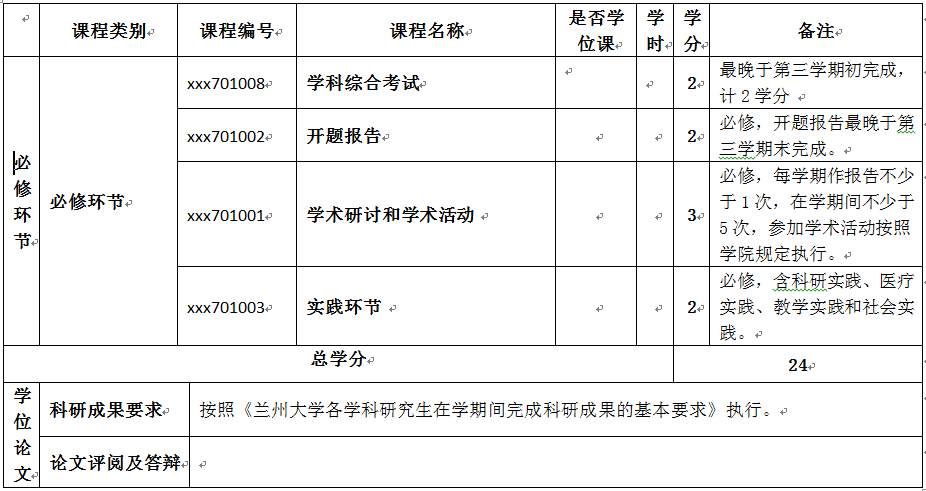 课程类别 课程编号 课程名称 是否学位课 学时 学分 备注
必修环节 必修环节 xxx701008 学科综合考试 2 最晚于第三学期初完成，
计2学分
xxx701002 开题报告 2 必修，开题报告最晚于第
三学期末完成。
xxx701001 学术研讨和学术活动 3 必修，每学期作报告不少
于1次，在学期间不少于
5次，参加学术活动按照
学院规定执行。
xxx701003 实践环节 2 必修，含科研实践、医疗
实践、教学实践和社会实
践。
总学分 24
学位论文 科研成果要求 按照《兰州大学各学科研究生在学期间完成科研成果的基本要求》执行。
论文评阅及答辩